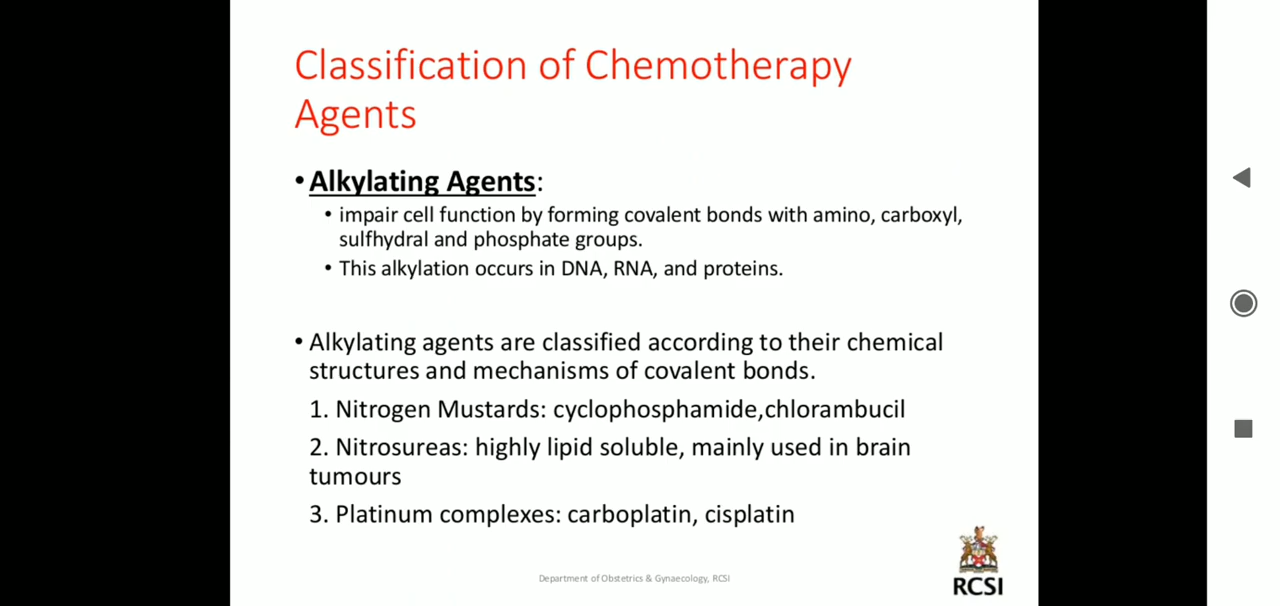 Classification of Chemotherapy
Agents
• Alkylating Agents:
• impair cell function by forming covalent bonds with amino, carboxyl,
sulfhydral and phosphate groups.
• This alkylation occurs in DNA, RNA, and proteins.
• Alkylating agents are classified according to their chemical
structures and mechanisms of covalent bonds.
1. Nitrogen Mustards: cyclophosphamide,chlorambucil
2. Nitrosureas: highly lipid soluble, mainly used in brain
tumours
3. Platinum complexes: carboplatin, cisplatin
Department of Obstetrics & Gynaecology, RCSI
RCSI